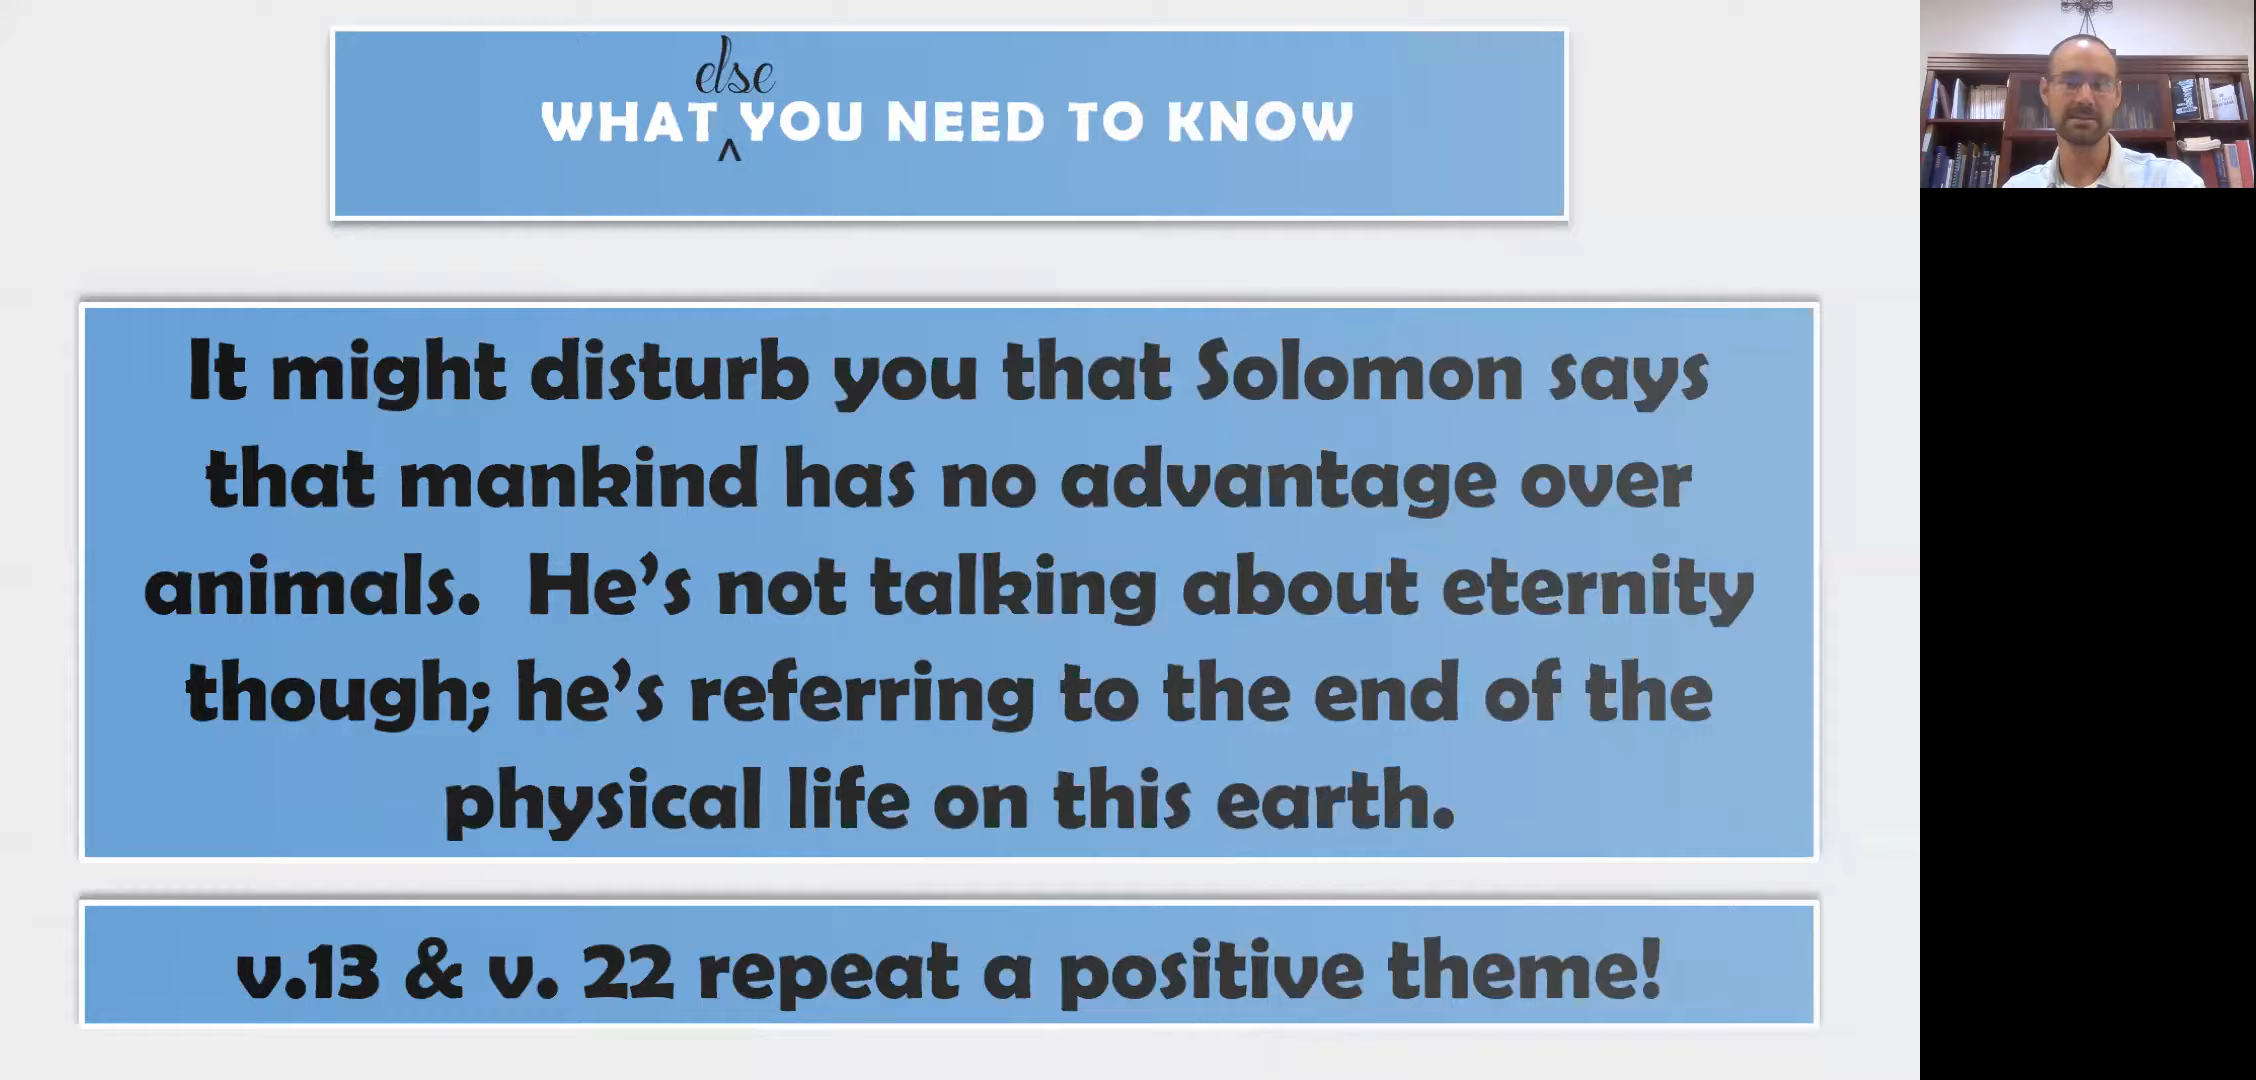 else
WHAT ^ YOU NEED TO KNOW
It might disturb you that Solomon says
that mankind has no advantage over
animals.  He’s not talking about eternity
though; he’s referring to the end of the
physical life on this earth.
v.13 & v. 22 repeat a positive theme!